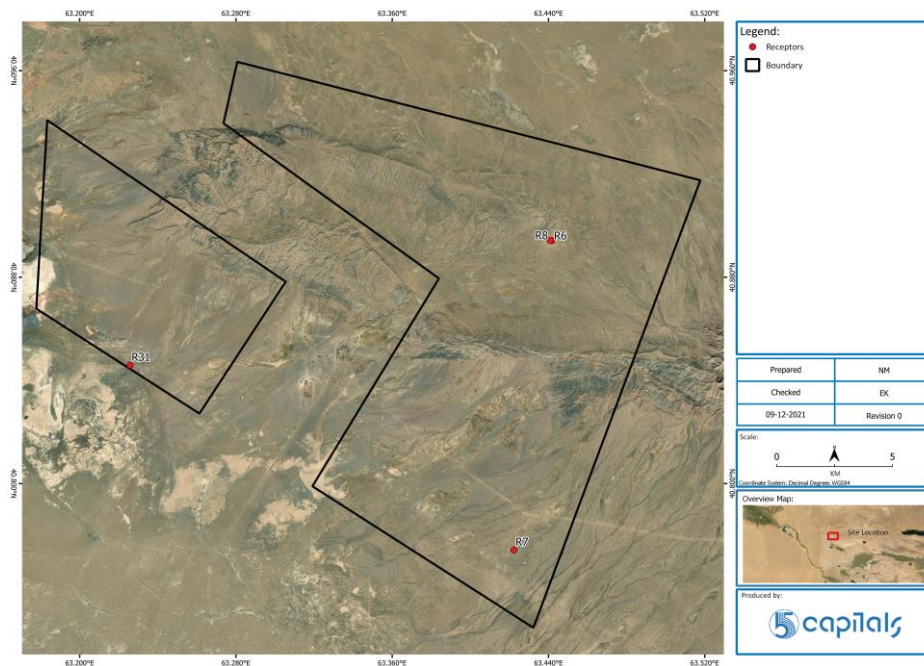 63.200°E 63.280°E 63.360°E 63.440°E 63.520°E
40.960°N 40.960°N
R8 R6
40.880°N 40.880°N
R31
40.800°N 40.800°N
R7
63.200°E 63.280°E 63.360°E 63.440°E 63.520°E
Legend:
Receptors
Boundary
Prepared NM
Checked EK
09-12-2021 Revision 0
Scale:
0 5
KM
Coordinate System: Decimal Degrees WGS84
Overview Map:
Site Location
Produced by:
5 capitals